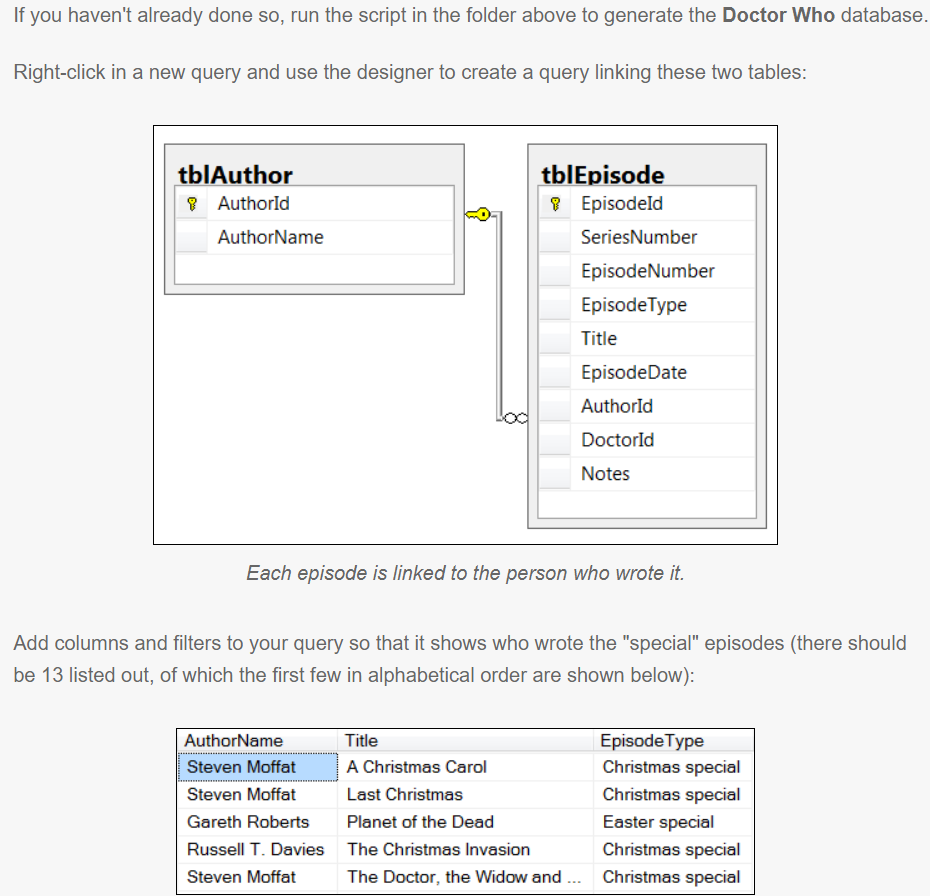 If you haven't already done so, run the script in the folder above to generate the Doctor Who database.
Right-click in a new query and use the designer to create a query linking these two tables:
tblAuthor
AuthorId
AuthorName
tblEpisode
EpisodeId
SeriesNumber
EpisodeNumber
EpisodeType
Title
EpisodeDate
AuthorId
DoctorId
Notes
Each episode is linked to the person who wrote it.
Add columns and filters to your query so that it shows who wrote the "special" episodes (there should
be 13 listed out, of which the first few in alphabetical order are shown below):
AuthorName Title EpisodeType
Steven Moffat A Christmas Carol Christmas special
Steven Moffat Last Christmas Christmas special
Gareth Roberts Planet of the Dead Easter special
Russell T. Davies The Christmas Invasion Christmas special
Steven Moffat The Doctor, the Widow and ... Christmas special